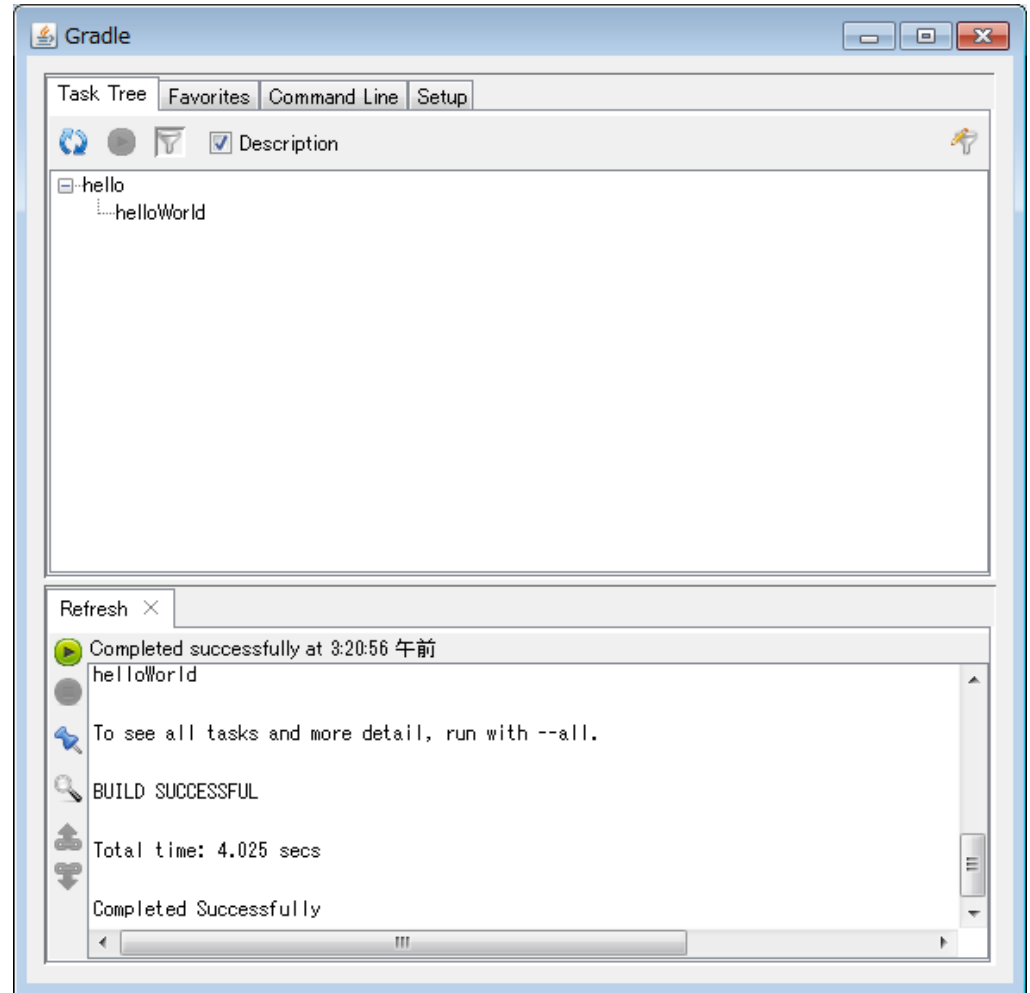 Gradle
Task Tree Favorites Command Line Setup
Description
hello
helloWorld
Refresh
Completed successfully at 3:20:56 午前
helloWorld
To see all tasks and more detail, run with --all.
BUILD SUCCESSFUL
Total time: 4.025 secs
Completed Successfully